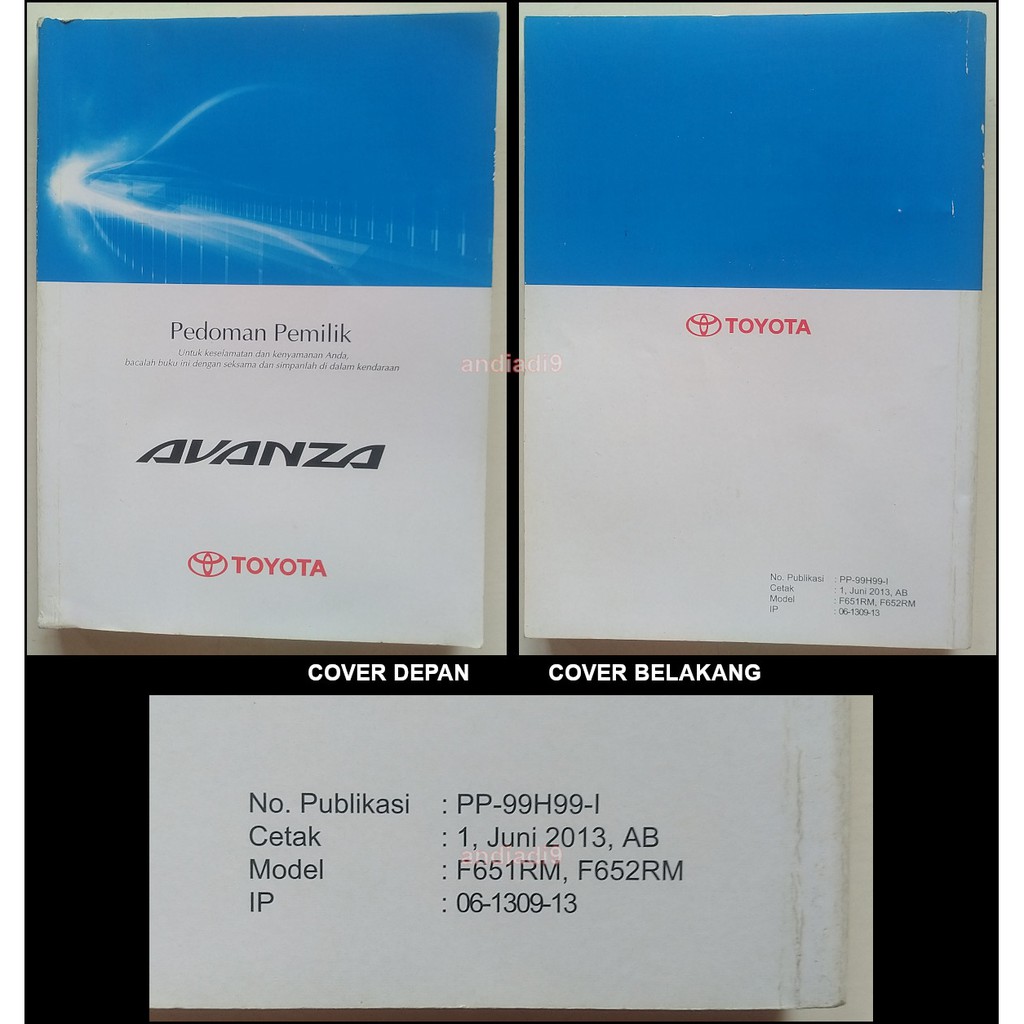 Pedoman Pemilik
Untuk keselamatan dan kenyamanan Anda,
bacalah buku ini dengan seksama dan simpanlah di dalam kendaraan
AVANZA
TOYOTA
andiadi9
TOYOTA
No. Publikasi : PP-99H99-I
Cetak : 1, Juni 2013, AB
Model : F651RM, F652RM
IP : 06-1309-13
COVER DEPAN
COVER BELAKANG
No. Publikasi : PP-99H99-I
Cetak : 1, Juni 2013, AB
andiadi9
Model : F651RM, F652RM
IP : 06-1309-13